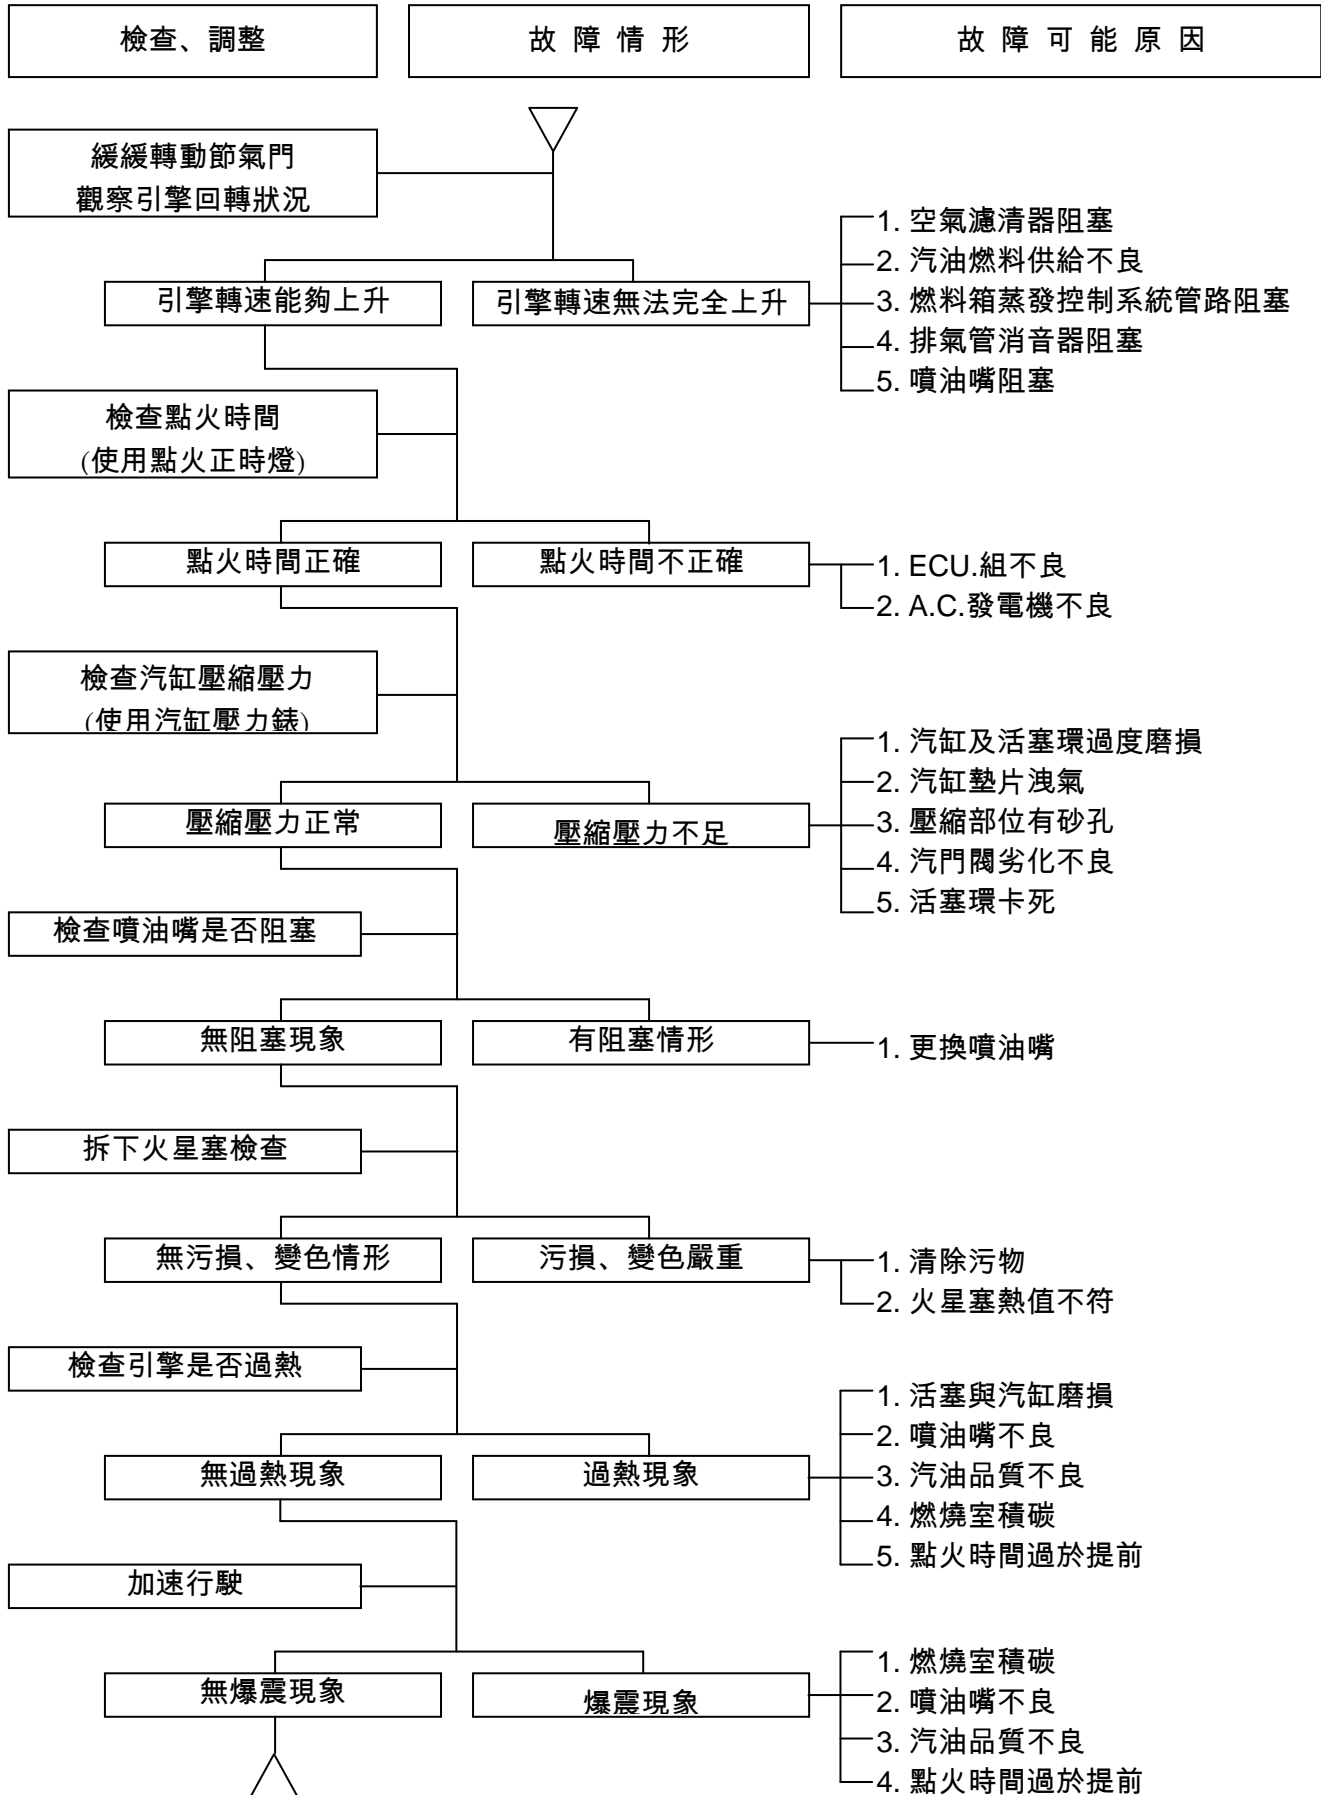 檢查、調整
故 障 情 形
故 障 可 能 原 因
緩緩轉動節氣門
觀察引擎回轉狀況
引擎轉速能夠上升
引擎轉速無法完全上升
1. 空氣濾清器阻塞
2. 汽油燃料供給不良
3. 燃料箱蒸發控制系統管路阻塞
4. 排氣管消音器阻塞
5. 噴油嘴阻塞
檢查點火時間
(使用點火正時燈)
點火時間正確
點火時間不正確
1. ECU.組不良
2. A.C.發電機不良
檢查汽缸壓縮壓力
(使用汽缸壓力錶)
壓縮壓力正常
壓縮壓力不足
1. 汽缸及活塞環過度磨損
2. 汽缸墊片洩氣
3. 壓縮部位有砂孔
4. 汽門閥劣化不良
5. 活塞環卡死
檢查噴油嘴是否阻塞
無阻塞現象
有阻塞情形
1. 更換噴油嘴
拆下火星塞檢查
無污損、變色情形
污損、變色嚴重
1. 清除污物
2. 火星塞熱值不符
檢查引擎是否過熱
無過熱現象
過熱現象
1. 活塞與汽缸磨損
2. 噴油嘴不良
3. 汽油品質不良
4. 燃燒室積碳
5. 點火時間過於提前
加速行駛
無爆震現象
爆震現象
1. 燃燒室積碳
2. 噴油嘴不良
3. 汽油品質不良
4. 點火時間過於提前